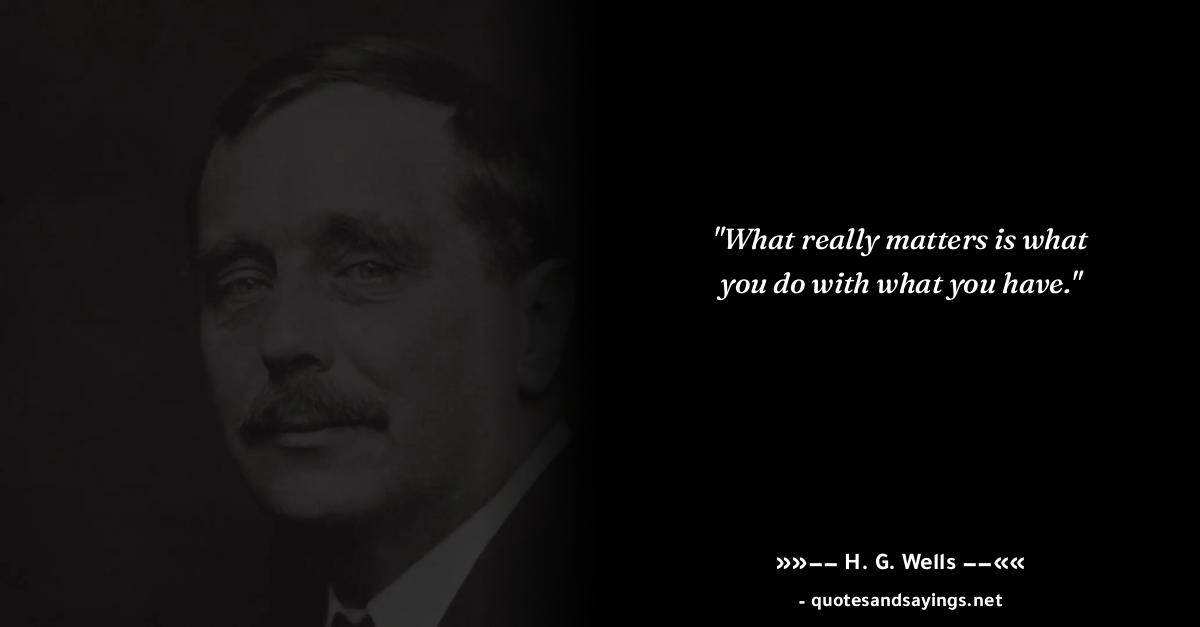 "What really matters is what
you do with what you have."
»»–– H. G. Wells ––««
- quotesandsayings.net